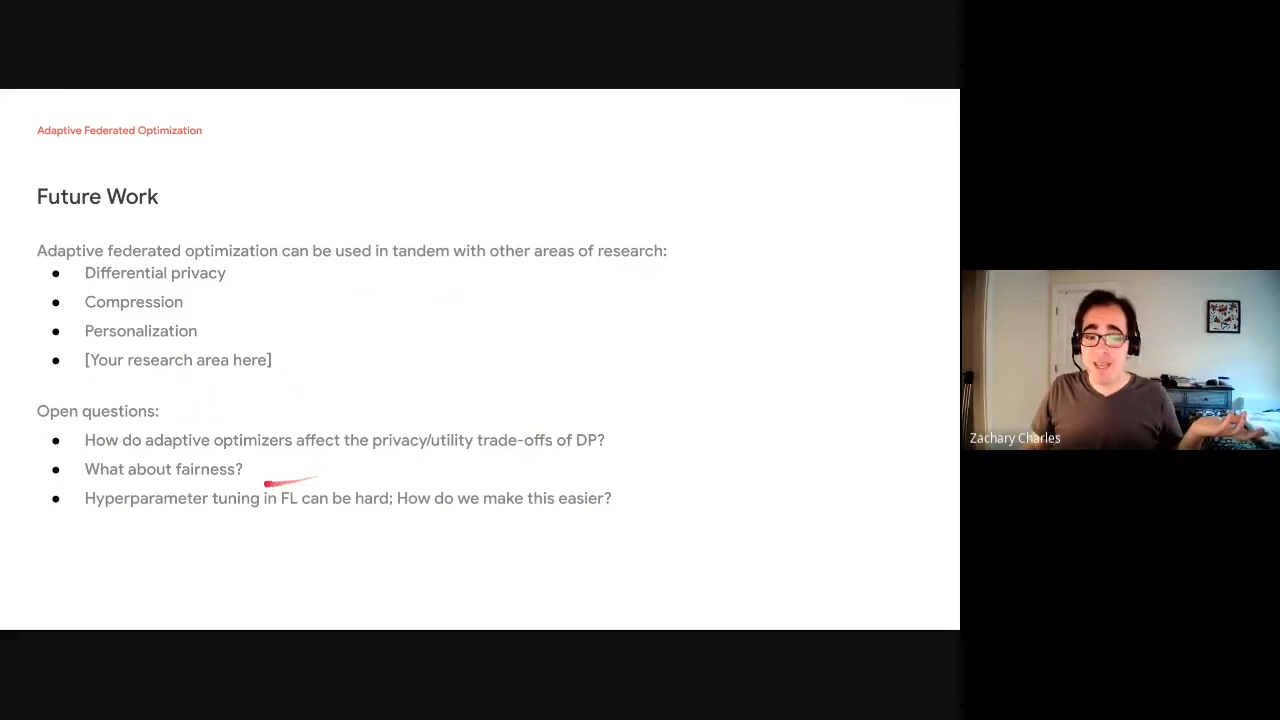 Adaptive Federated Optimization
Future Work
Adaptive federated optimization can be used in tandem with other areas of research:
● Differential privacy
● Compression
● Personalization
● [Your research area here]
Open questions:
● How do adaptive optimizers affect the privacy/utility trade-offs of DP?
● What about fairness?
● Hyperparameter tuning in FL can be hard; How do we make this easier?
Zachary Charles